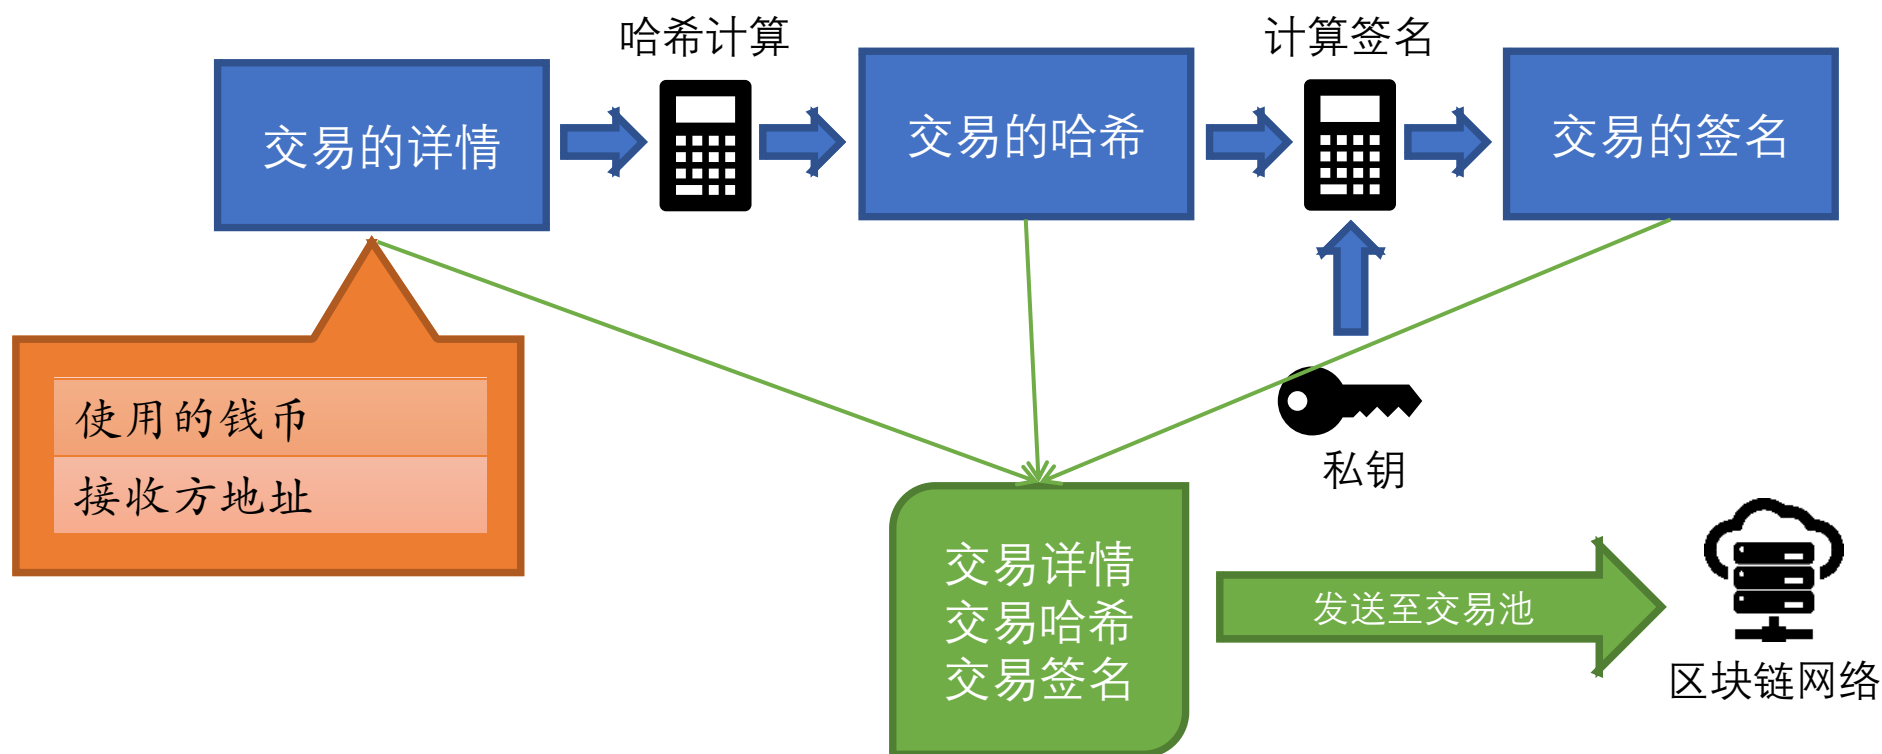 哈希计算
计算签名
交易的详情
交易的哈希
交易的签名
使用的钱币
接收方地址
私钥
交易详情
交易哈希
交易签名
发送至交易池
区块链网络